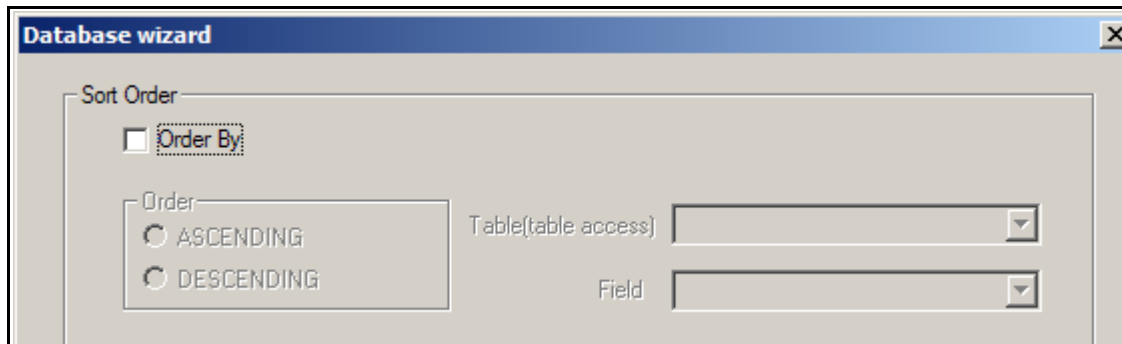 Database wizard
Sort Order
Order By
Order
ASCENDING
DESCENDING
Table(table access)
Field